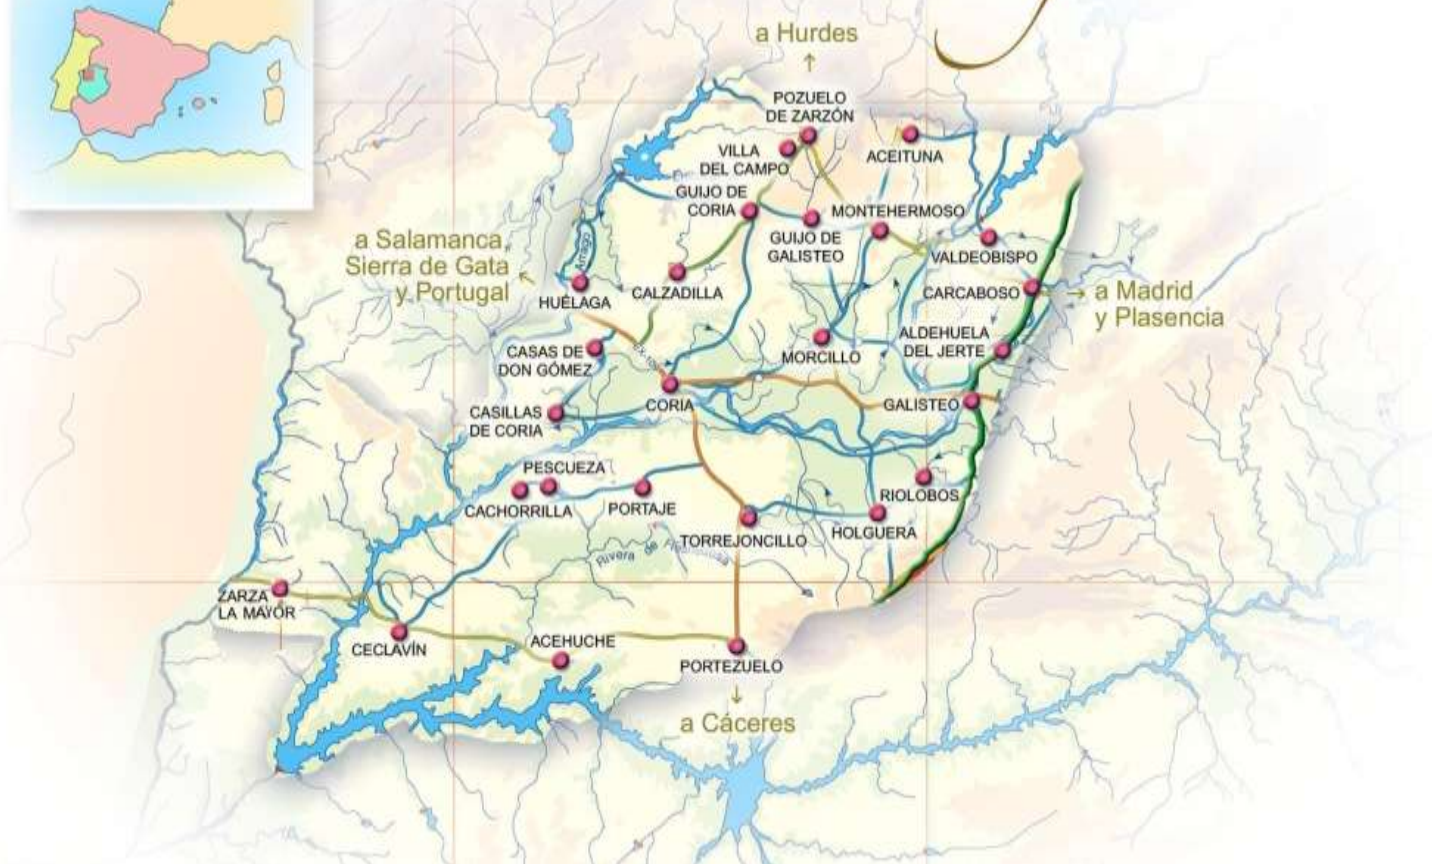 a Hurdes
POZUELO
DE ZARZÓN
VILLA
DEL CAMPO
ACEITUNA
GUIJO DE
CORIA
MONTEHERMOSO
GUIJO DE
GALISTEO
a Salamanca,
Sierra de Gata
y Portugal
Arrago
VALDEOBISPO
HUÉLAGA
CALZADILLA
CARCABOSO
a Madrid
y Plasencia
CASAS DE
DON GÓMEZ
MORCILLO
ALDEHUELA
DEL JERTE
CASILLAS
DE CORIA
CORIA
GALISTEO
PESCUEZA
CACHORRILLA
PORTAJE
RIOLOBOS
TORREJONCILLO
HOLGUERA
Rivera de
ZARZA
LA MAYOR
CECLAVÍN
ACEHUCHE
PORTEZUELO
a Cáceres